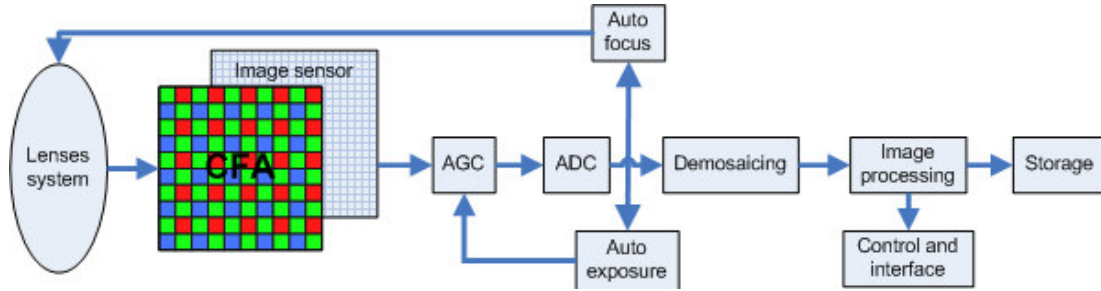 Auto
focus
Image sensor
Lenses
system
CFA
AGC
ADC
Demosaicing
Image
processing
Storage
Auto
exposure
Control and
interface